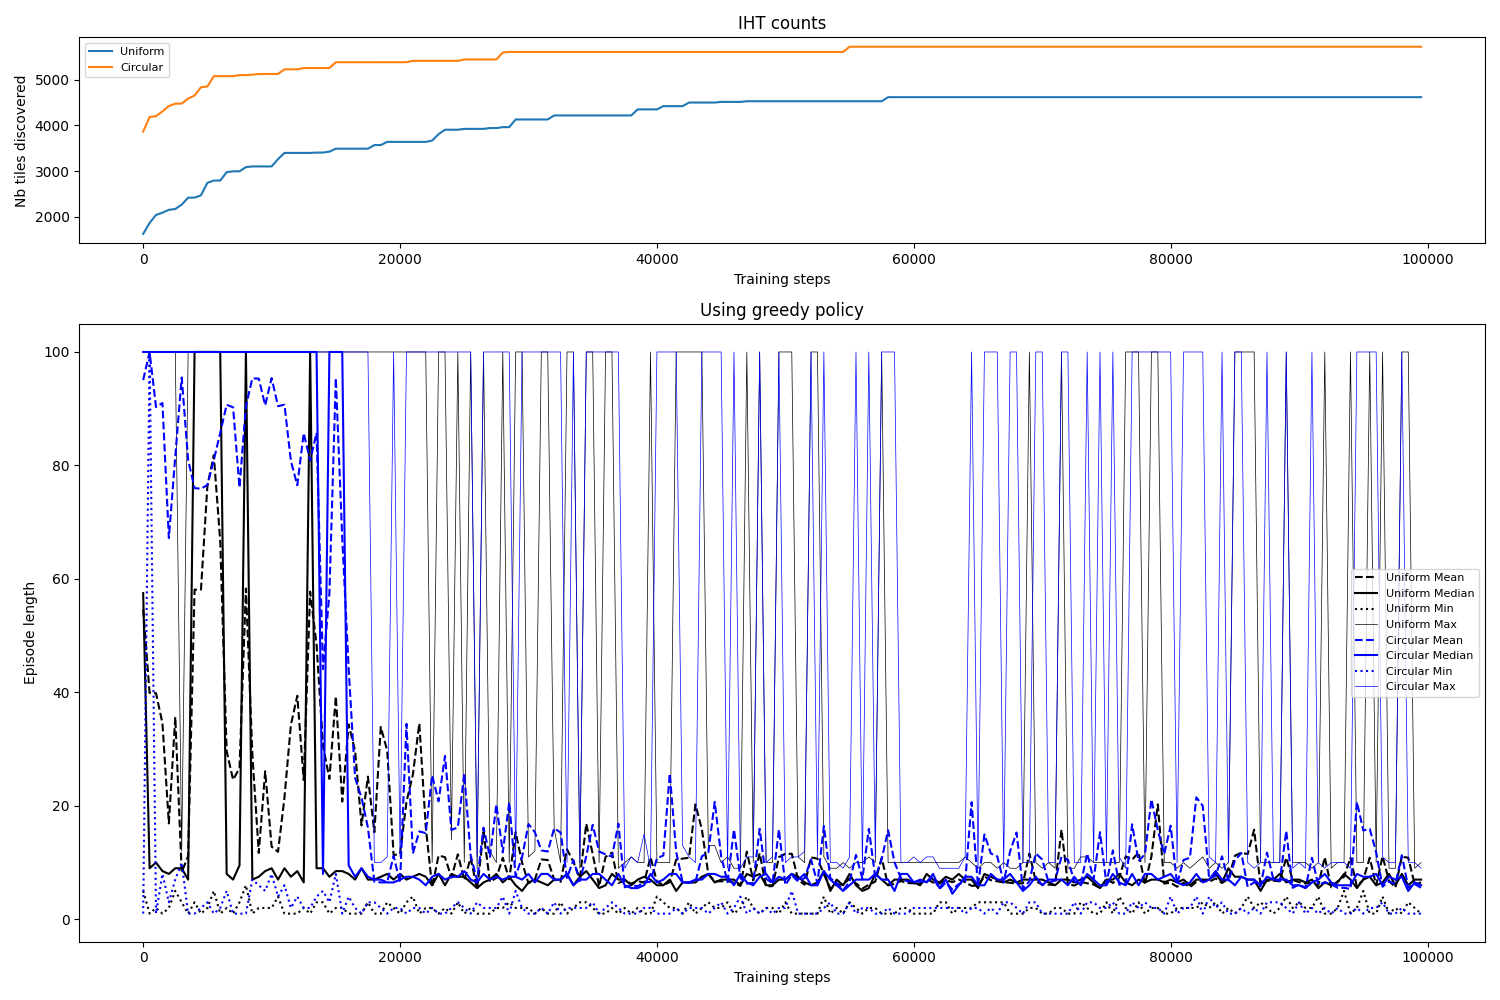 IHT counts
Uniform
Circular
Nb tiles discovered
5000
4000
3000
2000
0
20000
40000
60000
80000
100000
Training steps
Using greedy policy
Episode length
100
80
60
40
20
0
Uniform Mean
Uniform Median
Uniform Min
Uniform Max
Circular Mean
Circular Median
Circular Min
Circular Max
0
20000
40000
60000
80000
100000
Training steps